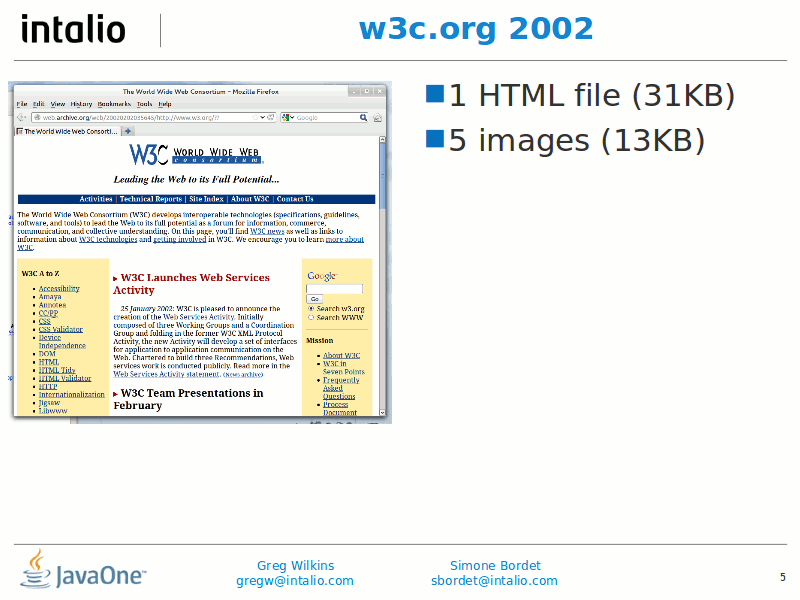 intalio
w3c.org 2002
1 HTML file (31KB)
5 images (13KB)
The World Wide Web Consortium - Mozilla Firefox
File Edit View History Bookmarks Tools Help
web.archive.org/web/20020202035645/http://www.w3.org/?
Google
The World Wide Web Consorti...
W3C WORLD WIDE WEB
consortium
Leading the Web to its Full Potential...
Activities | Technical Reports | Site Index | About W3C | Contact Us
The World Wide Web Consortium (W3C) develops interoperable technologies (specifications, guidelines,
software, and tools) to lead the Web to its full potential as a forum for information, commerce,
communication, and collective understanding. On this page, you'll find W3C news as well as links to
information about W3C technologies and getting involved in W3C. We encourage you to learn more about
W3C.
W3C A to Z
Accessibility
Amaya
Annotea
CC/PP
CSS
CSS Validator
Device
Independence
DOM
HTML
HTML Tidy
HTML Validator
HTTP
Internationalization
Jigsaw
Libwww
W3C Launches Web Services
Activity
25 January 2002: W3C is pleased to announce the
creation of the Web Services Activity. Initially
composed of three Working Groups and a Coordination
Group and folding in the former W3C XML Protocol
Activity, the new Activity will develop a set of interfaces
for application to application communication on the
Web. Chartered to build three Recommendations, Web
services work is conducted publicly. Read more in the
Web Services Activity statement. (News archive)
W3C Team Presentations in
February
Google
Go
Search w3.org
Search WWW
Mission
About W3C
W3C in
Seven Points
Frequently
Asked
Questions
Process
Document
JavaOne™
Greg Wilkins
gregw@intalio.com
Simone Bordet
sbordet@intalio.com
5